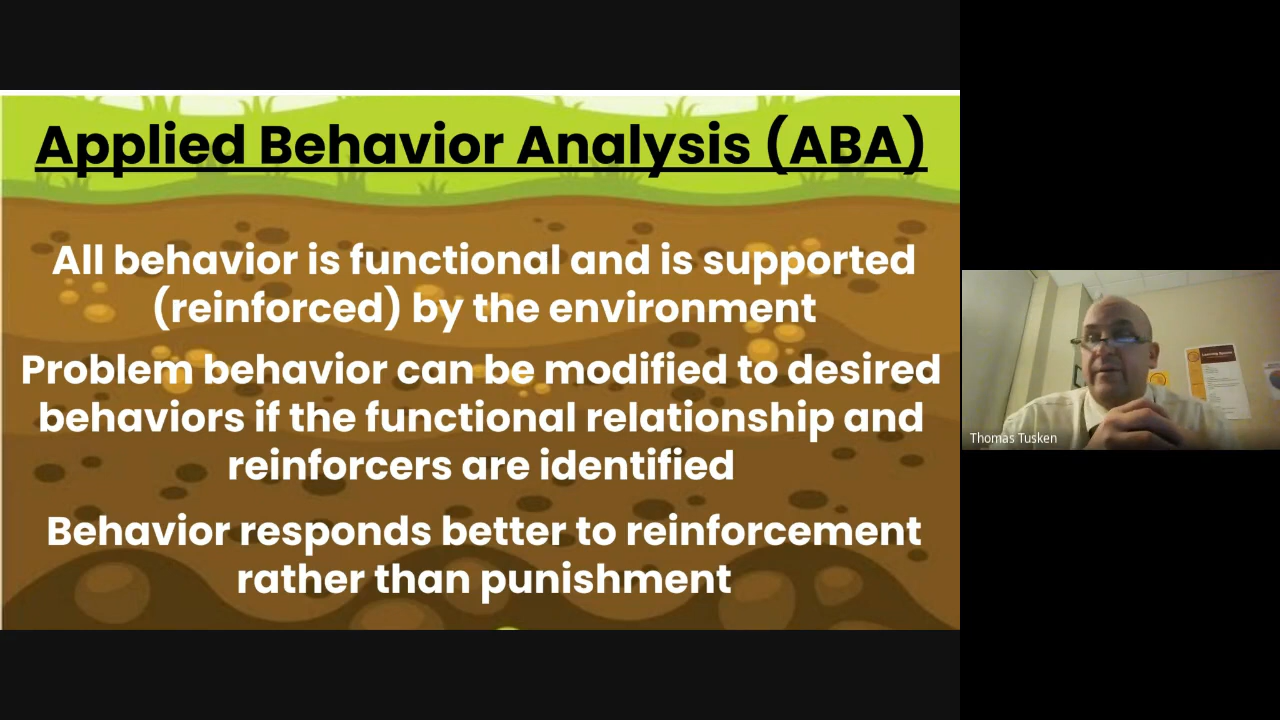 Applied Behavior Analysis (ABA)
All behavior is functional and is supported
(reinforced) by the environment
Problem behavior can be modified to desired
behaviors if the functional relationship and
reinforcers are identified
Behavior responds better to reinforcement
rather than punishment
Thomas Tusken